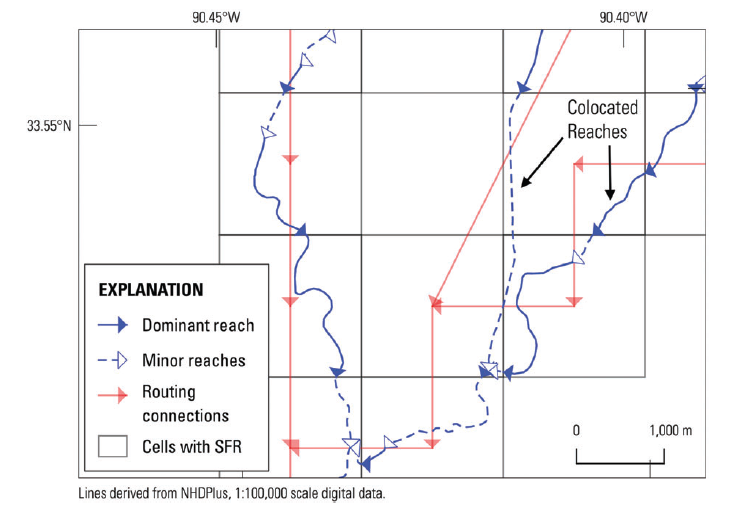 90.45°W
90.40°W
33.55°N
Colocated
Reaches
EXPLANATION
Dominant reach
Minor reaches
Routing
connections
Cells with SFR
0
1,000 m
Lines derived from NHDPlus, 1:100,000 scale digital data.